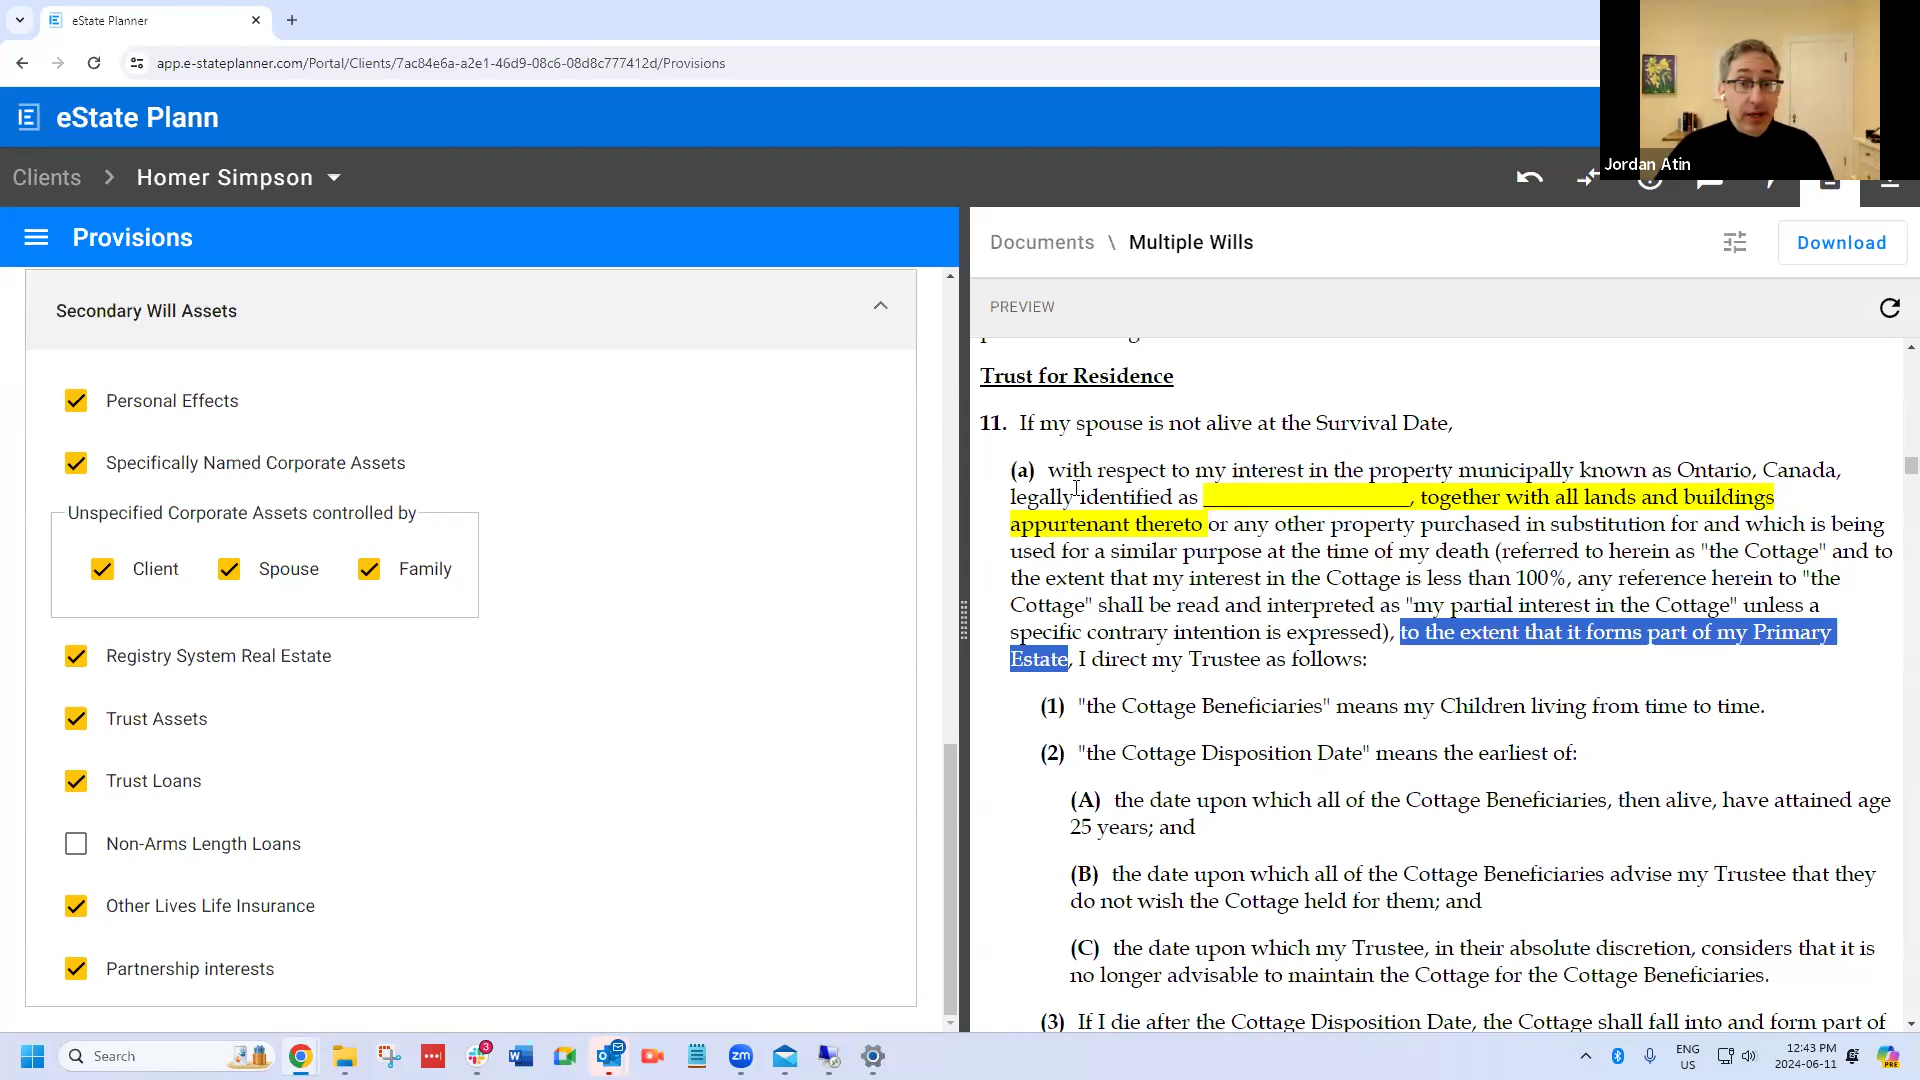 eState Planner
app.e-stateplanner.com/Portal/Clients/7ac84e6a-a2e1-46d9-08c6-08d8c777412d/Provisions
eState Plann
Jordan Atin
Clients > Homer Simpson
Provisions
Documents \ Multiple Wills
Download
PREVIEW
Secondary Will Assets
Personal Effects
Specifically Named Corporate Assets
Unspecified Corporate Assets controlled by
Client Spouse Family
Registry System Real Estate
Trust Assets
Trust Loans
Non-Arms Length Loans
Other Lives Life Insurance
Partnership interests
Trust for Residence
11. If my spouse is not alive at the Survival Date,
(a) with respect to my interest in the property municipally known as Ontario, Canada,
legally identified as ____________________, together with all lands and buildings
appurtenant thereto or any other property purchased in substitution for and which is being
used for a similar purpose at the time of my death (referred to herein as "the Cottage" and to
the extent that my interest in the Cottage is less than 100%, any reference herein to "the
Cottage" shall be read and interpreted as "my partial interest in the Cottage" unless a
specific contrary intention is expressed), to the extent that it forms part of my Primary
Estate, I direct my Trustee as follows:
(1) "the Cottage Beneficiaries" means my Children living from time to time.
(2) "the Cottage Disposition Date" means the earliest of:
(A) the date upon which all of the Cottage Beneficiaries, then alive, have attained age
25 years; and
(B) the date upon which all of the Cottage Beneficiaries advise my Trustee that they
do not wish the Cottage held for them; and
(C) the date upon which my Trustee, in their absolute discretion, considers that it is
no longer advisable to maintain the Cottage for the Cottage Beneficiaries.
(3) If I die after the Cottage Disposition Date, the Cottage shall fall into and form part of
Search
3
zm
ENG
US
12:43 PM
2024-06-11
PRE